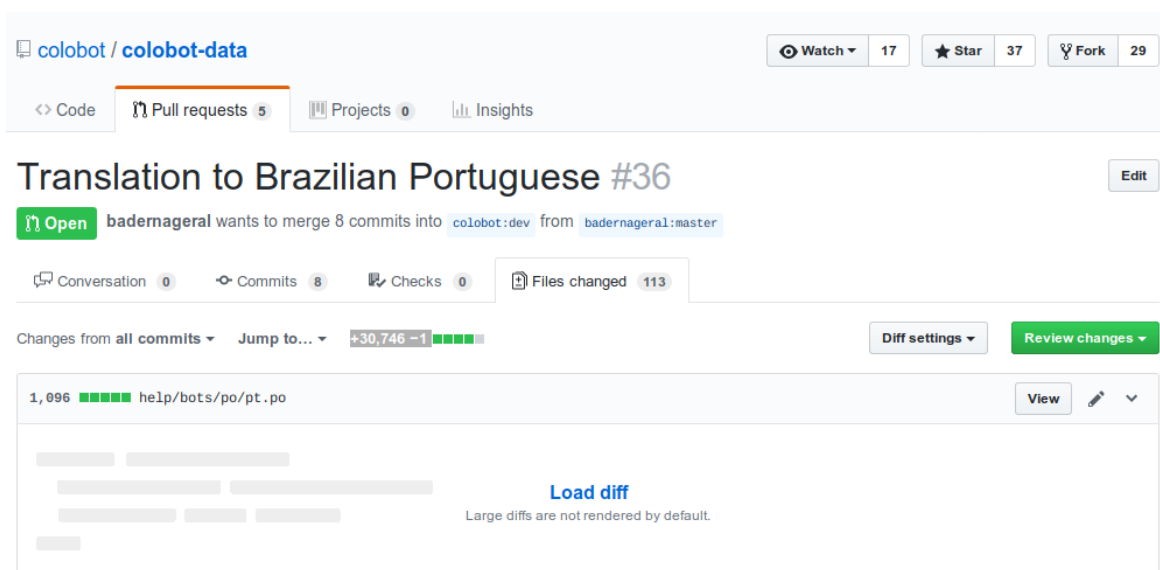 colobot / colobot-data
Watch 17 Star 37 Fork 29
<> Code Pull requests 5 Projects 0 Insights
Translation to Brazilian Portuguese #36
Edit
Open badernageral wants to merge 8 commits into colobot:dev from badernageral:master
Conversation 0 Commits 8 Checks 0 Files changed 113
Changes from all commits Jump to... +30,746 −1
Diff settings Review changes
1,096 help/bots/po/pt.po
View
Load diff
Large diffs are not rendered by default.